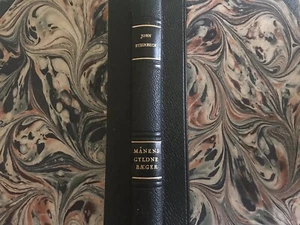 JOHN
STEINBECK
MÅNENS
GYLDNE
BÆGER